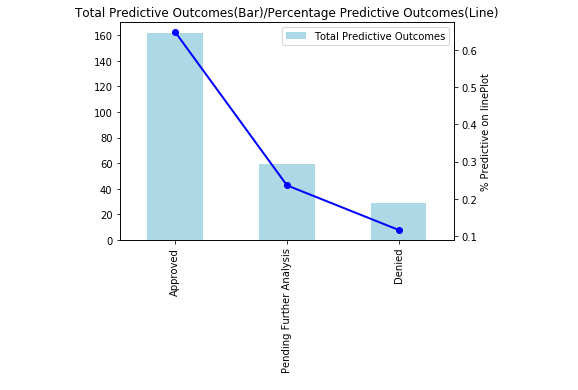 Total Predictive Outcomes(Bar)/Percentage Predictive Outcomes(Line)
Total Predictive Outcomes
160
140
120
100
80
60
40
20
0
0.6
0.5
0.4
0.3
0.2
0.1
% Predictive on linePlot
Approved
Pending Further Analysis
Denied